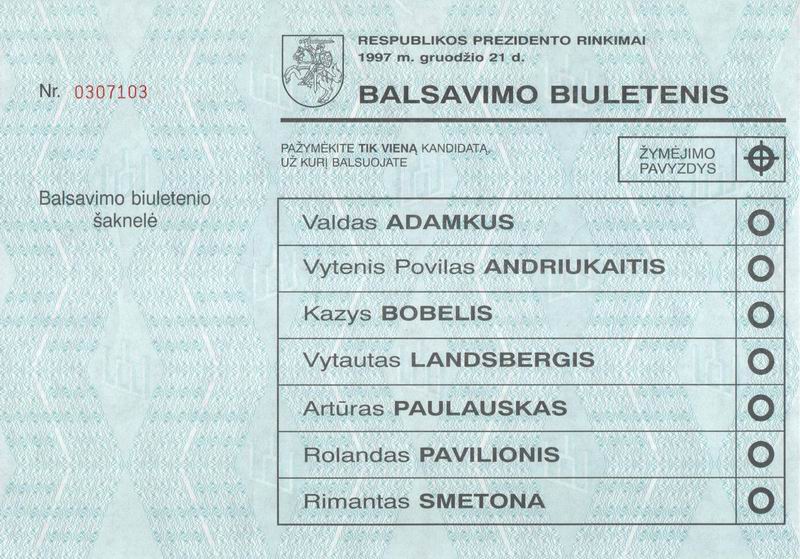 Nr. 0307103
Balsavimo biuletenio
šaknelė
RESPUBLIKOS PREZIDENTO RINKIMAI
1997 m. gruodžio 21 d.
BALSAVIMO BIULETENIS
PAŽYMĖKITE TIK VIENĄ KANDIDATĄ,
UŽ KURĮ BALSUOJATE
ŽYMĖJIMO
PAVYZDYS
Valdas ADAMKUS
Vytenis Povilas ANDRIUKAITIS
Kazys BOBELIS
Vytautas LANDSBERGIS
Artūras PAULAUSKAS
Rolandas PAVILIONIS
Rimantas SMETONA